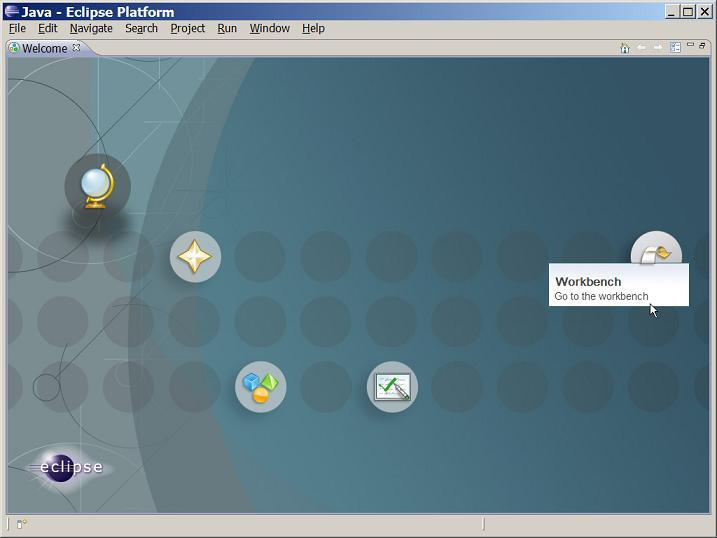 Java - Eclipse Platform
File Edit Navigate Search Project Run Window Help
Welcome
Workbench
Go to the workbench
eclipse